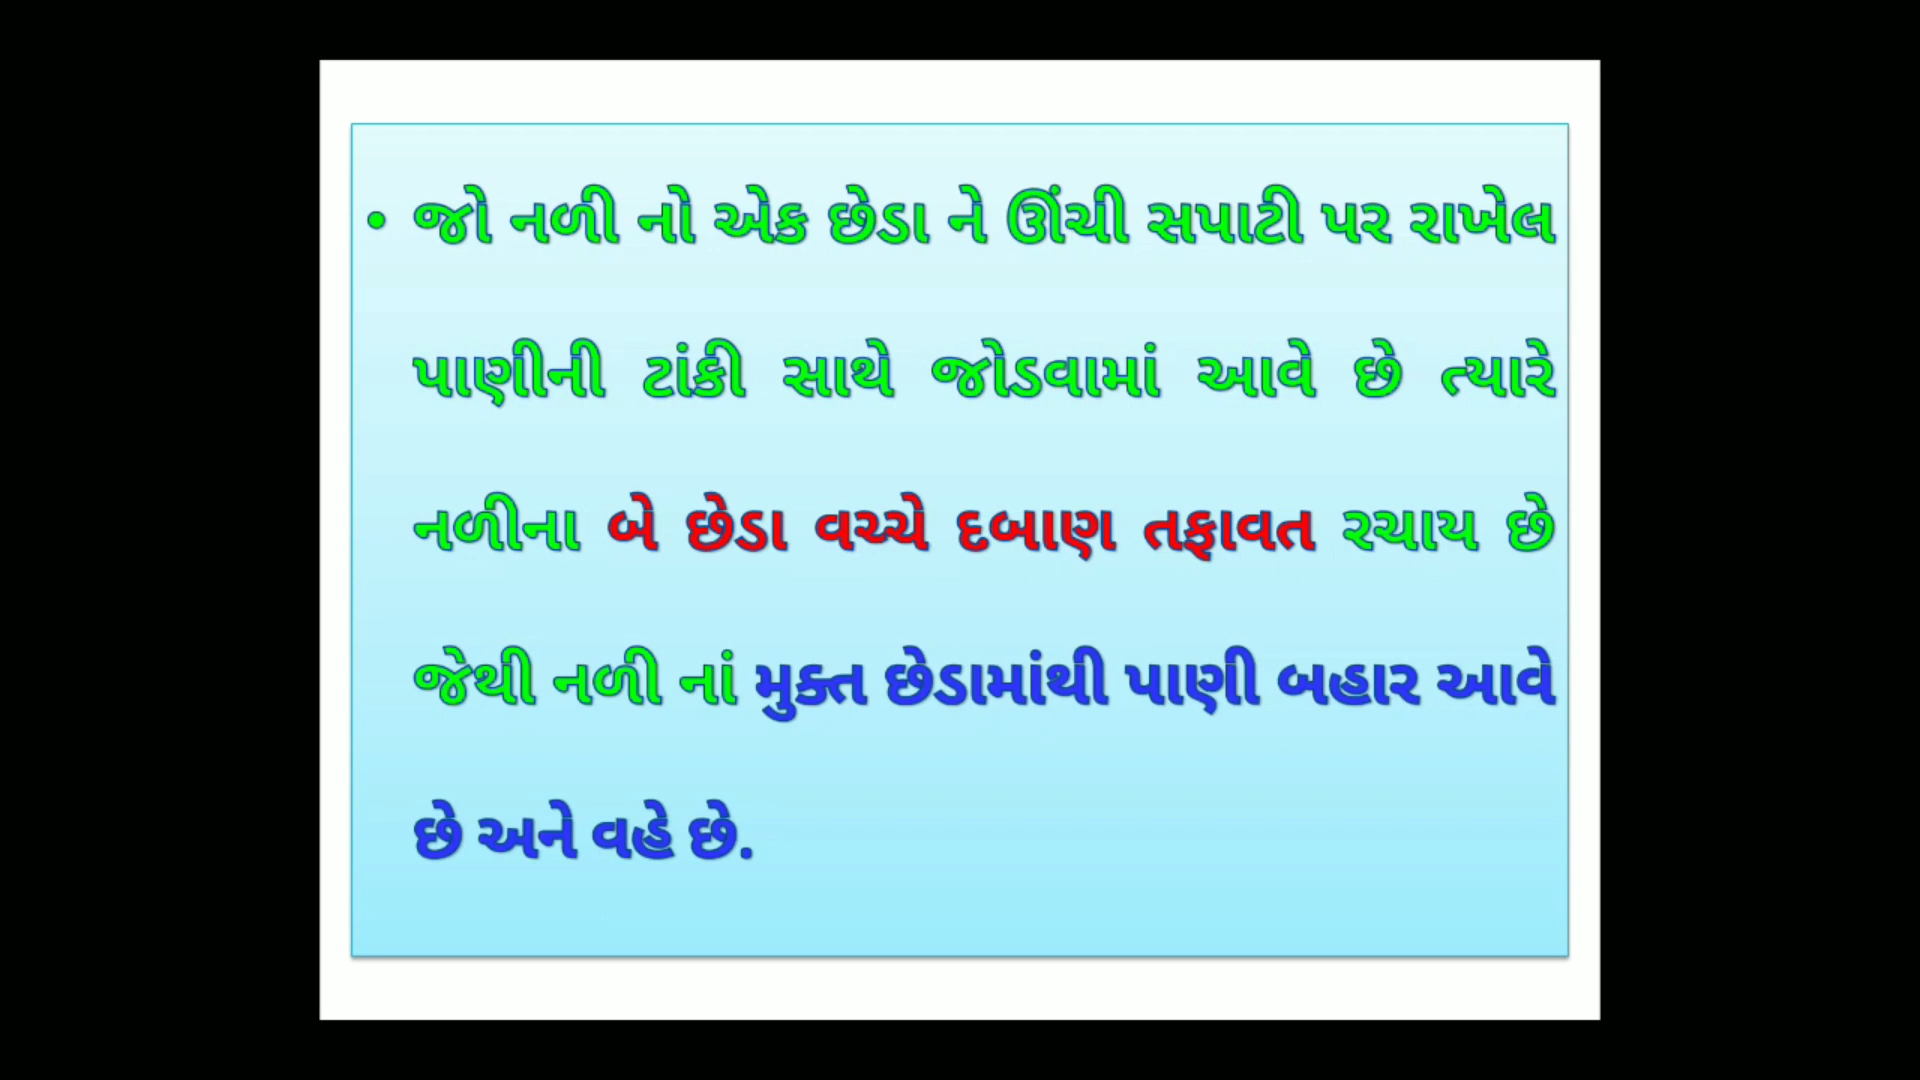 • જો નળી નો એક છેડા ને ઊંચી સપાટી પર રાખેલ
પાણીની ટાંકી સાથે જોડવામાં આવે છે ત્યારે
નળીના બે છેડા વચ્ચે દબાણ તફાવત રચાય છે
જેથી નળી નાં મુક્ત છેડામાંથી પાણી બહાર આવે
છે અને વહે છે.